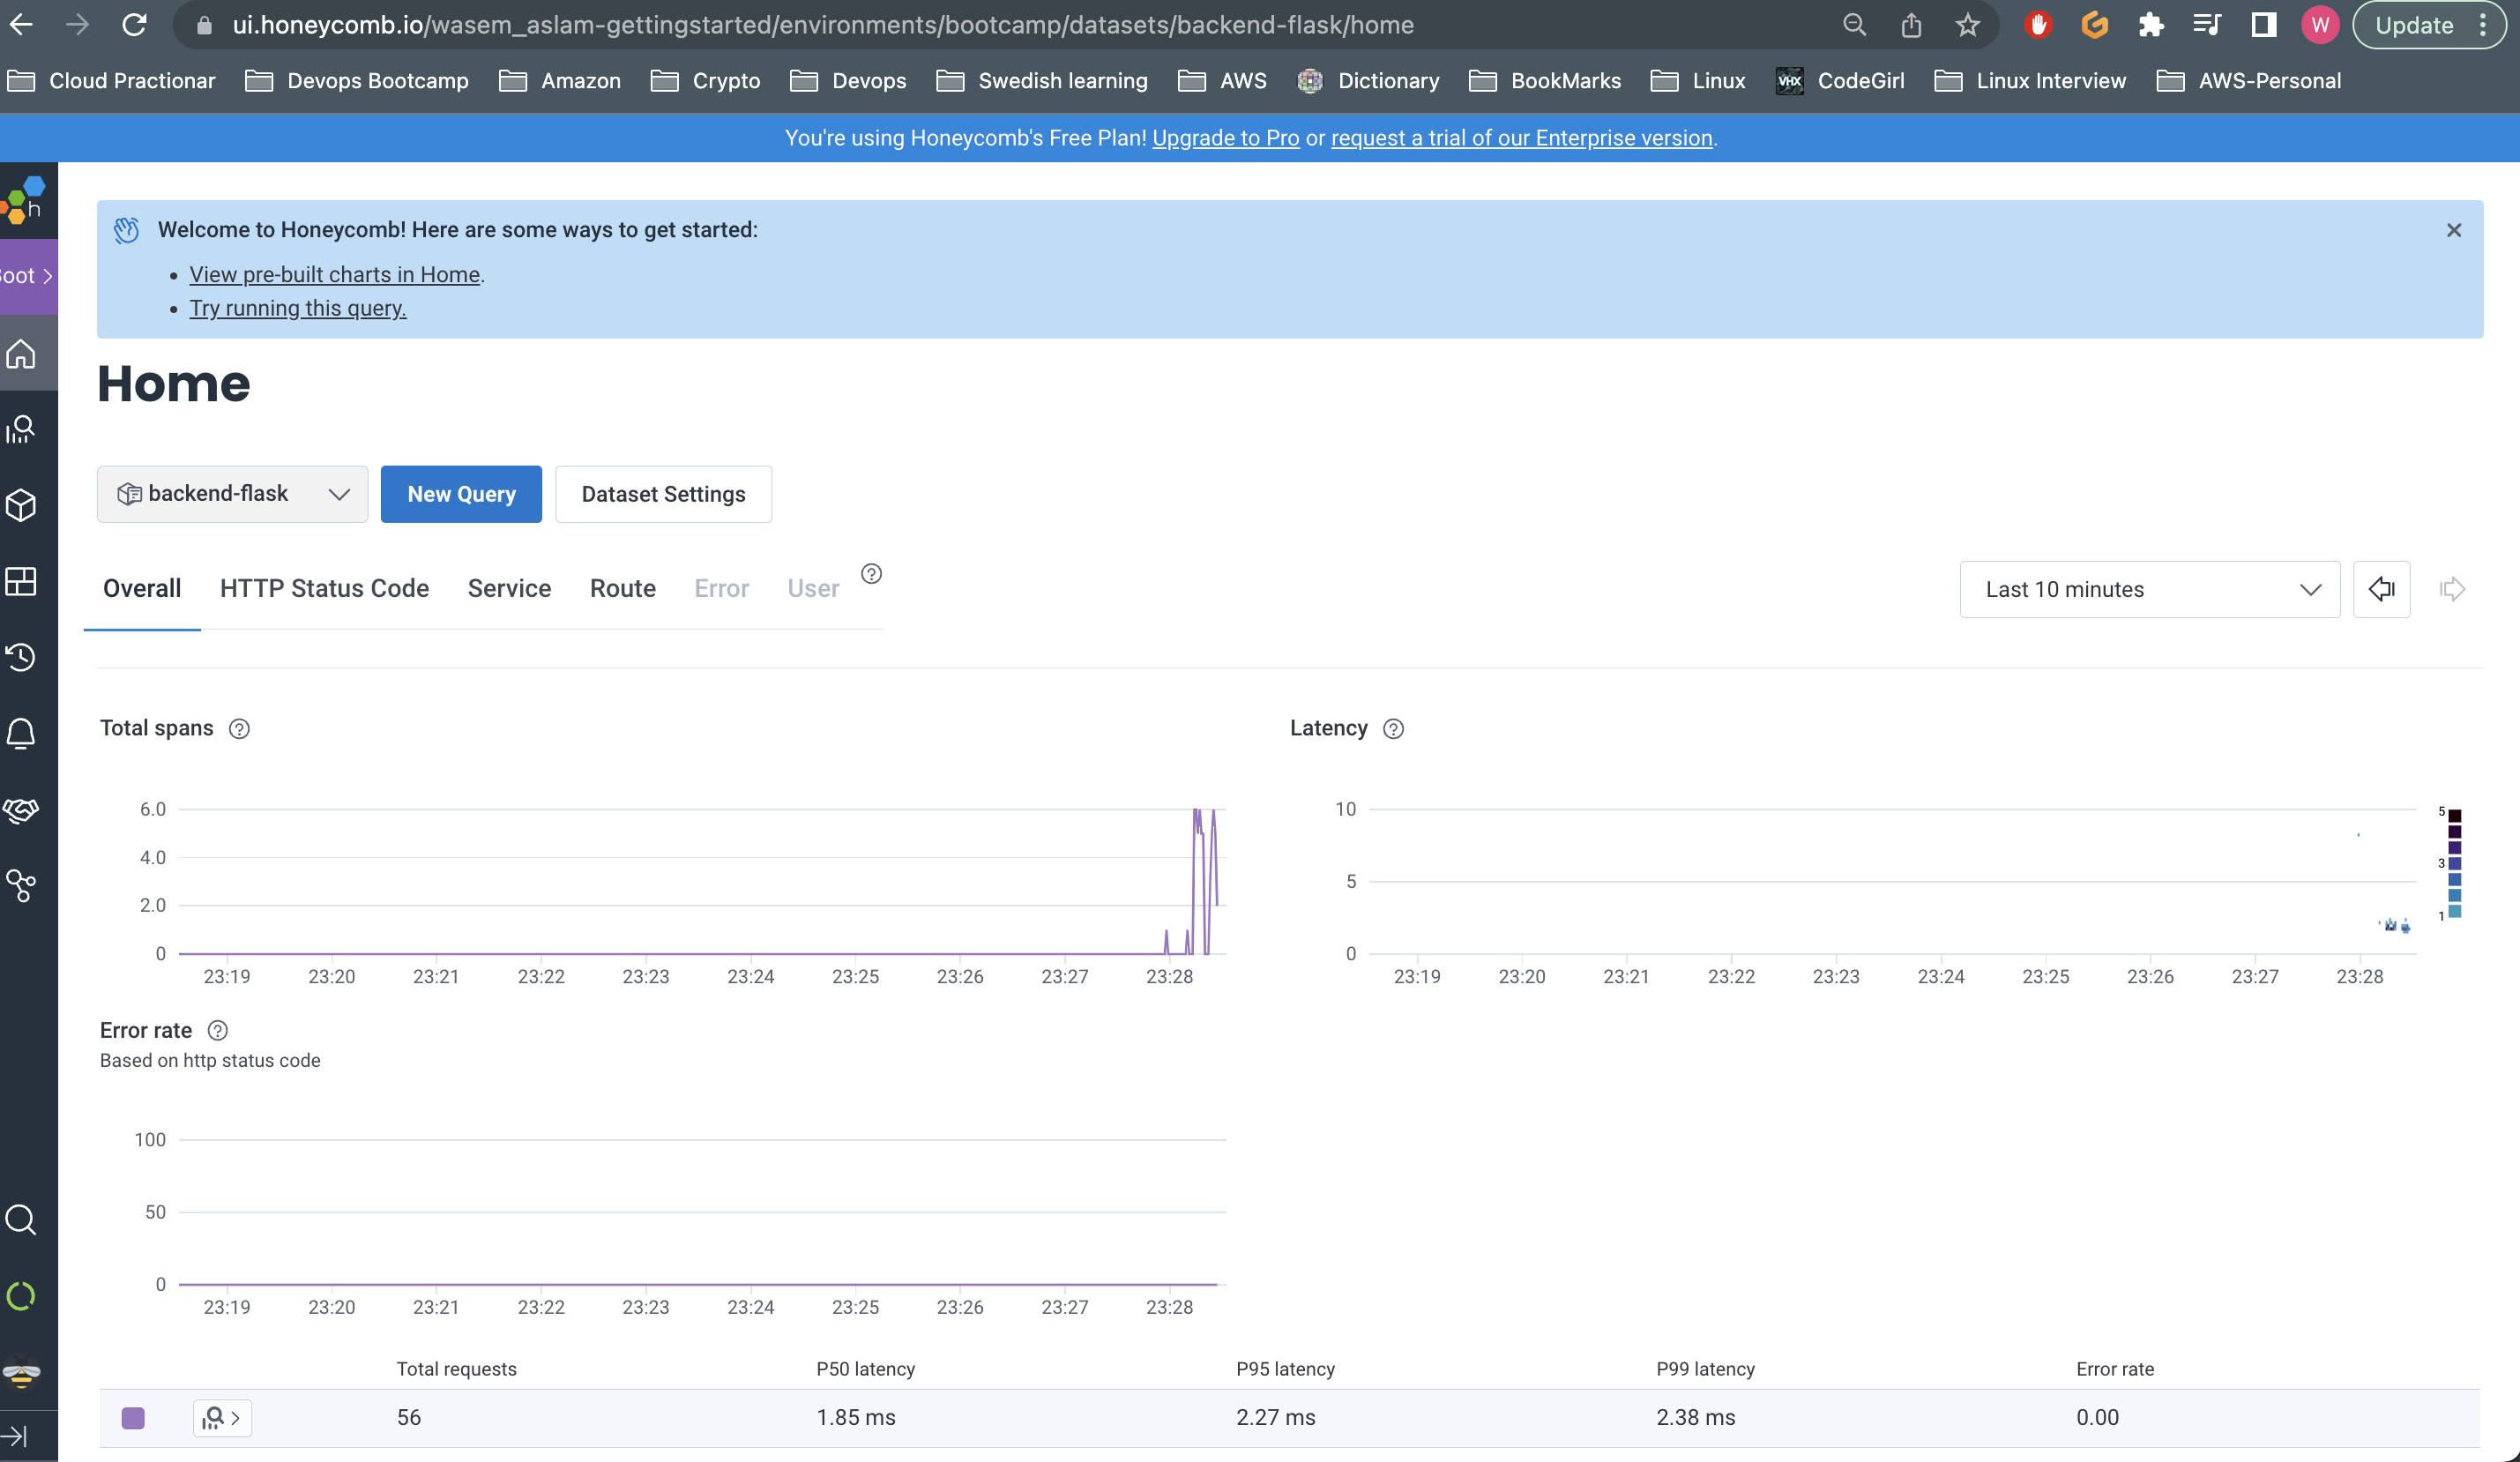 ui.honeycomb.io/wasem_aslam-gettingstarted/environments/bootcamp/datasets/backend-flask/home
W
Update
Cloud Practionar Devops Bootcamp Amazon Crypto Devops Swedish learning AWS Dictionary BookMarks Linux VHX CodeGirl Linux Interview AWS-Personal
You're using Honeycomb's Free Plan! Upgrade to Pro or request a trial of our Enterprise version.
h
oot >
Welcome to Honeycomb! Here are some ways to get started:
• View pre-built charts in Home.
• Try running this query.
Home
backend-flask New Query Dataset Settings
Overall HTTP Status Code Service Route Error User
Last 10 minutes
Total spans
6.0
4.0
2.0
0
23:19 23:20 23:21 23:22 23:23 23:24 23:25 23:26 23:27 23:28
Latency
10
5
0
23:19 23:20 23:21 23:22 23:23 23:24 23:25 23:26 23:27 23:28
5
3
1
Error rate
Based on http status code
100
50
0
23:19 23:20 23:21 23:22 23:23 23:24 23:25 23:26 23:27 23:28
Total requests P50 latency P95 latency P99 latency Error rate
56 1.85 ms 2.27 ms 2.38 ms 0.00